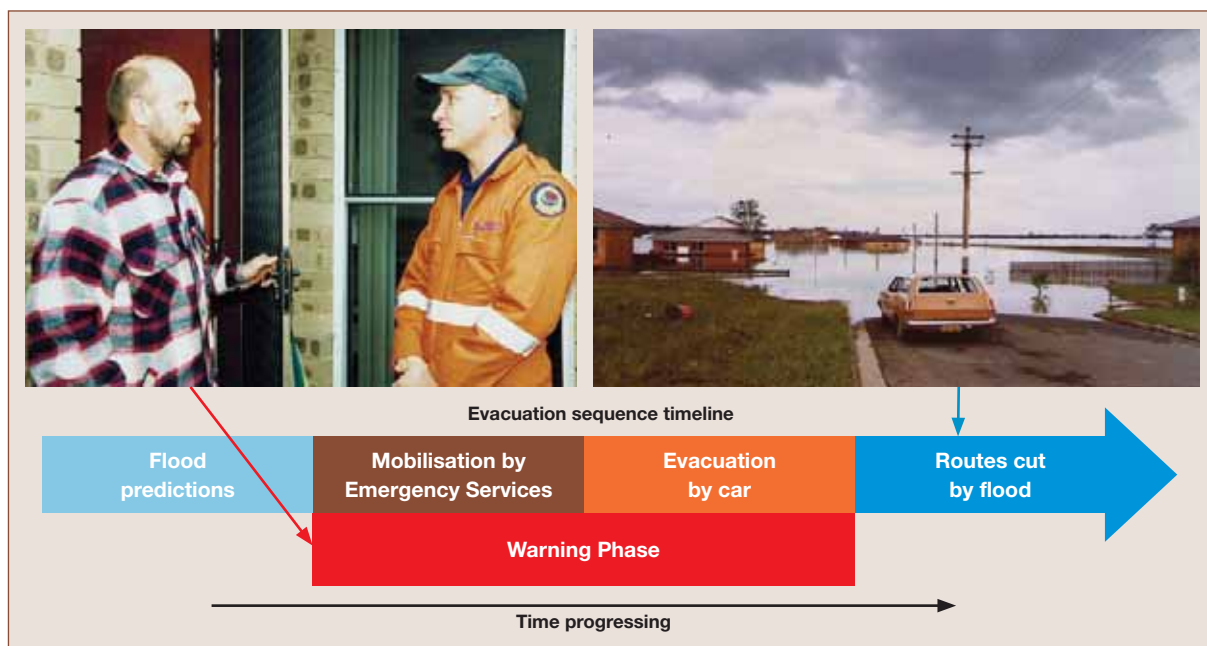 Evacuation sequence timeline
Flood
predictions
Mobilisation by
Emergency Services
Evacuation
by car
Routes cut
by flood
Warning Phase
Time progressing